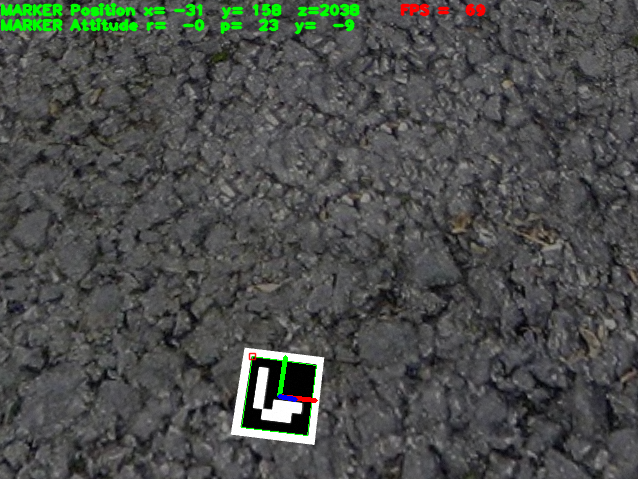 MARKER Position x= -31 y= 158 z=2038 FPS = 69
MARKER Attitude r= -0 p= 23 y= -9